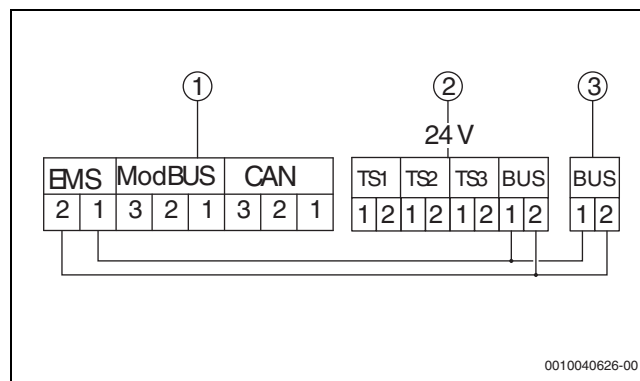 1 2 3
24 V
EMS ModBUS CAN TS1 TS2 TS3 BUS BUS
2 1 3 2 1 3 2 1 1 2 1 2 1 2 1 2 1 2
0010040626-001